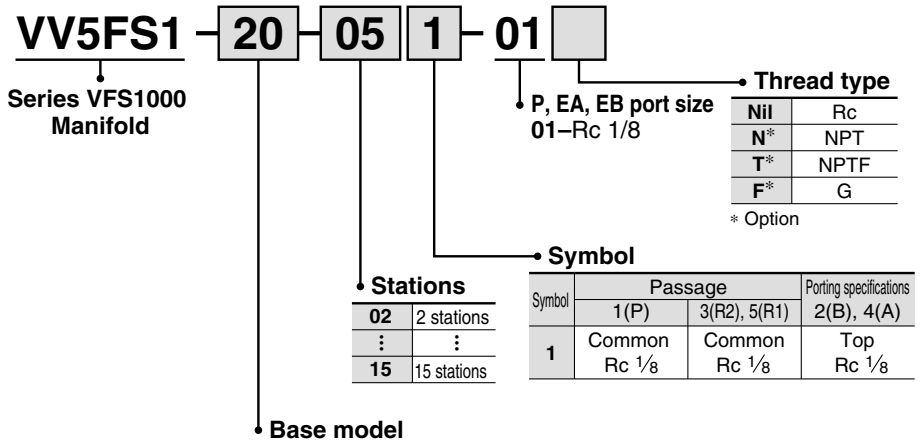 VV5FS1 – 20 – 05 1 – 01
Series VFS1000
Manifold
P, EA, EB port size
01–Rc 1/8
Thread type
Nil Rc
N* NPT
T* NPTF
F* G
* Option
Symbol
Symbol Passage Porting specifications
1(P) 3(R2), 5(R1) 2(B), 4(A)
1 Common Rc 1/8 Common Rc 1/8 Top Rc 1/8
Stations
02 2 stations
⋮ ⋮
15 15 stations
Base model